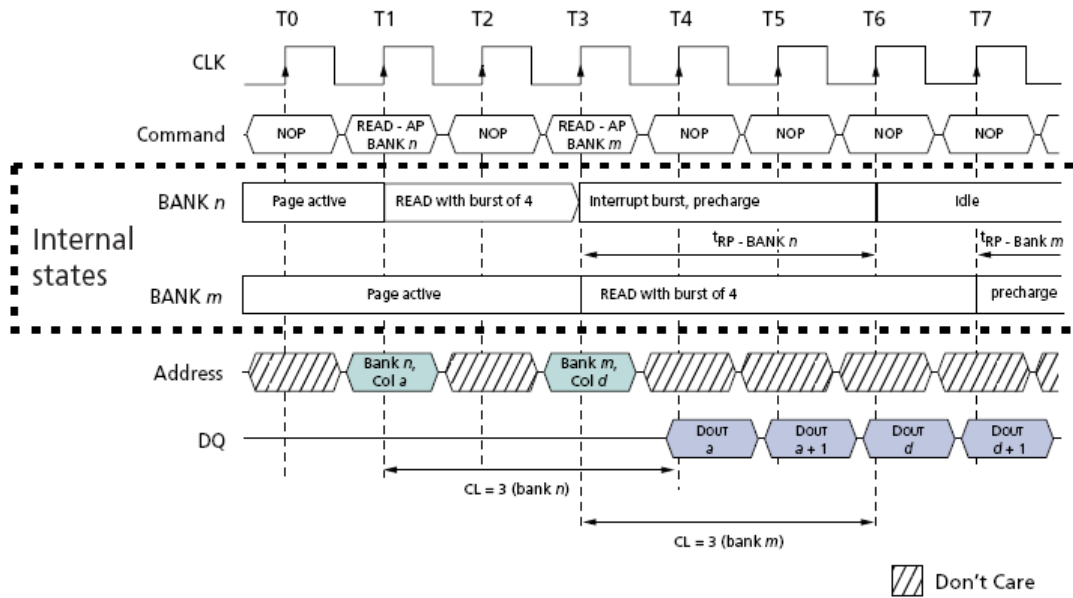 T0 T1 T2 T3 T4 T5 T6 T7
CLK
Command NOP READ - AP BANK n NOP READ - AP BANK m NOP NOP NOP NOP
Internal states
BANK n Page active READ with burst of 4 Interrupt burst, precharge Idle
tRP - BANK n tRP - Bank m
BANK m Page active READ with burst of 4 precharge
Address Bank n, Col a Bank m, Col d
DQ DOUT a DOUT a + 1 DOUT d DOUT d + 1
CL = 3 (bank n)
CL = 3 (bank m)
Don't Care